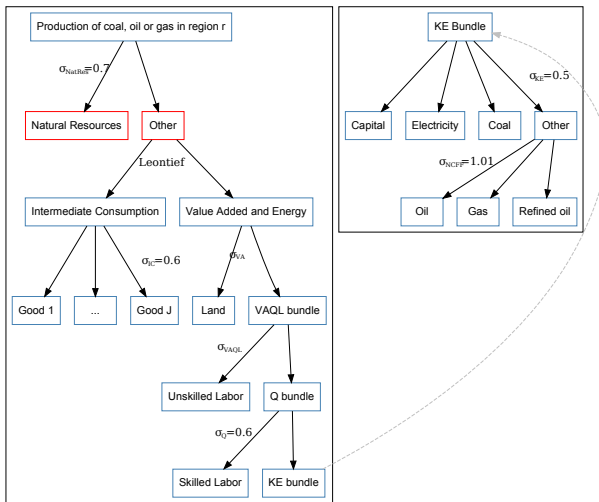 Production of coal, oil or gas in region r
σNatRes=0.7
Natural Resources
Other
Leontief
Intermediate Consumption
Value Added and Energy
σIC=0.6
σVA
Good 1
...
Good J
Land
VAQL bundle
σVAQL
Unskilled Labor
Q bundle
σQ=0.6
Skilled Labor
KE bundle
KE Bundle
σKE=0.5
Capital
Electricity
Coal
Other
σNCFF=1.01
Oil
Gas
Refined oil